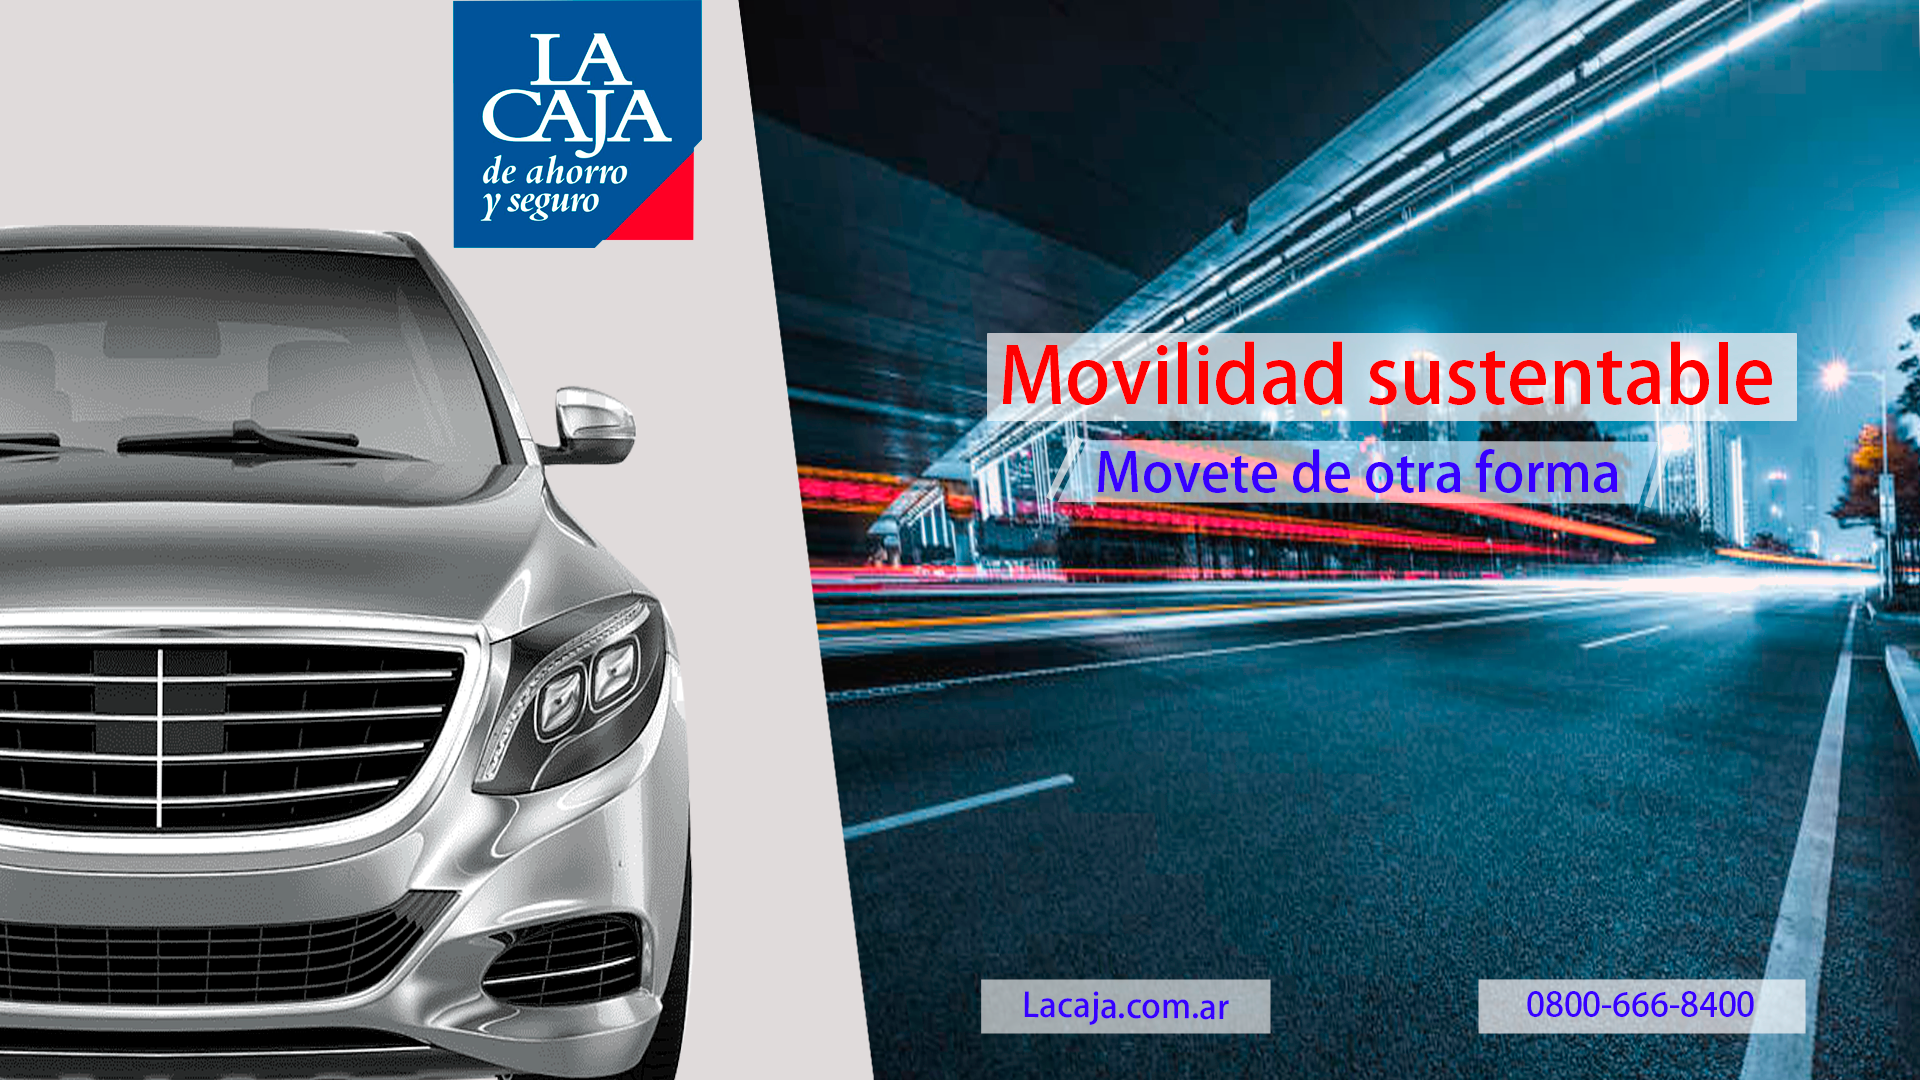 LA
CAJA
de ahorro
y seguro
Movilidad sustentable
Movete de otra forma
Lacaja.com.ar
0800-666-8400